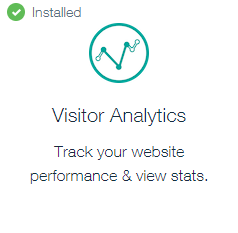 Installed
Visitor Analytics
Track your website
performance & view stats.